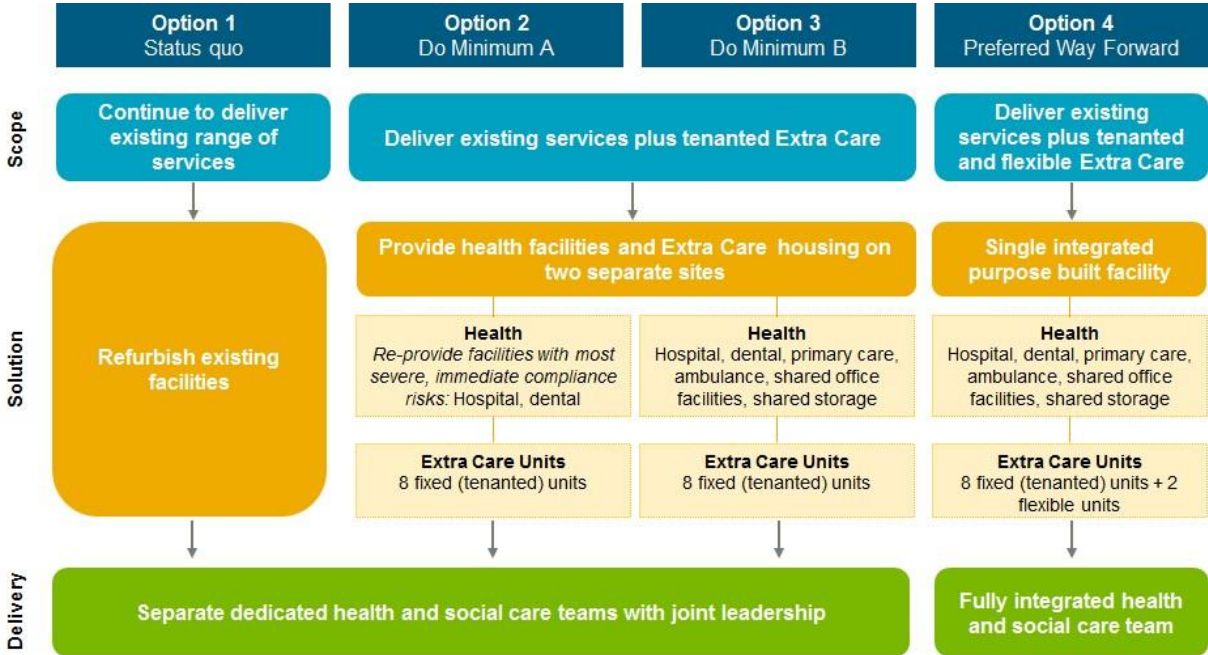 Option 1
Status quo
Option 2
Do Minimum A
Option 3
Do Minimum B
Option 4
Preferred Way Forward
Scope
Continue to deliver
existing range of
services
Deliver existing services plus tenanted Extra Care
Deliver existing
services plus tenanted
and flexible Extra Care
Solution
Refurbish existing
facilities
Provide health facilities and Extra Care housing on
two separate sites
Single integrated
purpose built facility
Health
Re-provide facilities with most
severe, immediate compliance
risks: Hospital, dental
Health
Hospital, dental, primary care,
ambulance, shared office
facilities, shared storage
Health
Hospital, dental, primary care,
ambulance, shared office
facilities, shared storage
Extra Care Units
8 fixed (tenanted) units
Extra Care Units
8 fixed (tenanted) units
Extra Care Units
8 fixed (tenanted) units + 2
flexible units
Delivery
Separate dedicated health and social care teams with joint leadership
Fully integrated health
and social care team